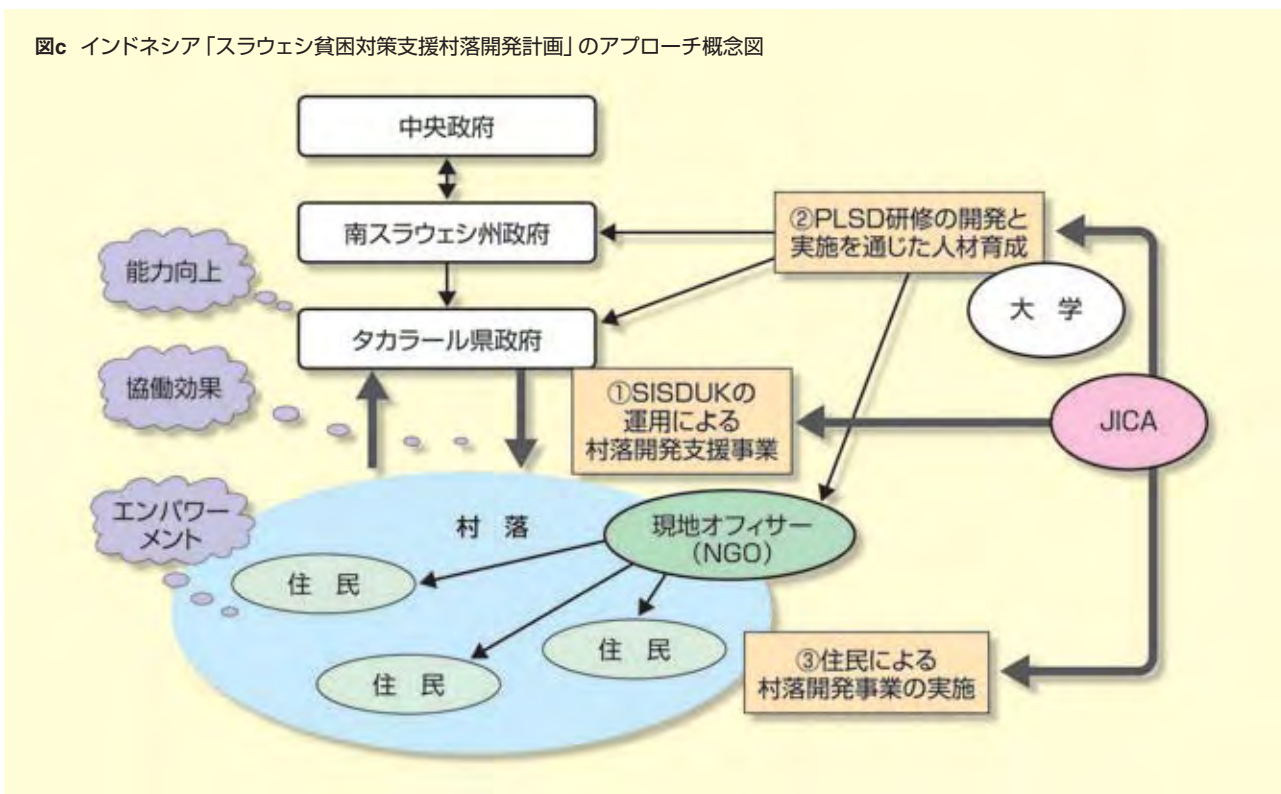 図c インドネシア「スラウェシ貧困対策支援村落開発計画」のアプローチ概念図
中央政府
南スラウェシ州政府
②PLSD研修の開発と
実施を通じた人材育成
能力向上
大 学
タカラール県政府
協働効果
①SISDUKの
運用による
村落開発支援事業
JICA
エンパワー
メント
村 落
現地オフィサー
(NGO)
住 民
住 民
住 民
③住民による
村落開発事業の実施